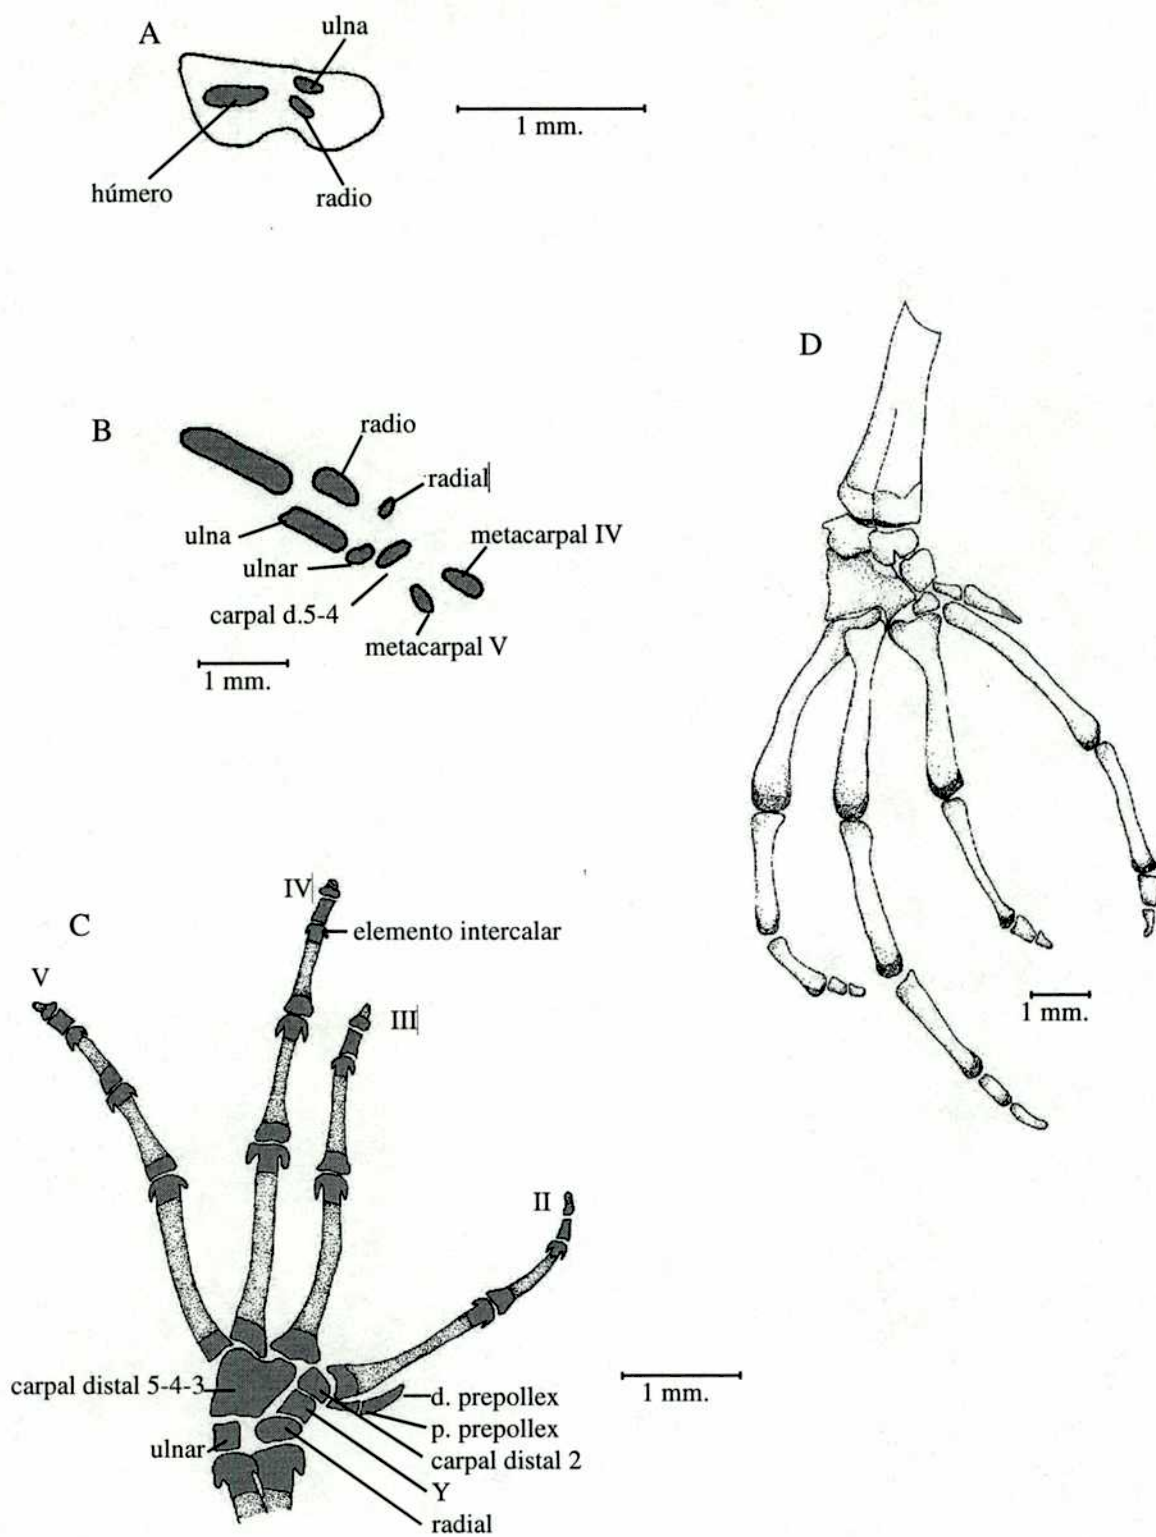 A
ulna
1 mm.
húmero
radio
B
radio
radial
ulna
metacarpal IV
ulnar
carpal d.5-4
metacarpal V
1 mm.
D
1 mm.
C
IV
elemento intercalar
V
III
II
carpal distal 5-4-3
1 mm.
d. prepollex
p. prepollex
ulnar
carpal distal 2
Y
radial